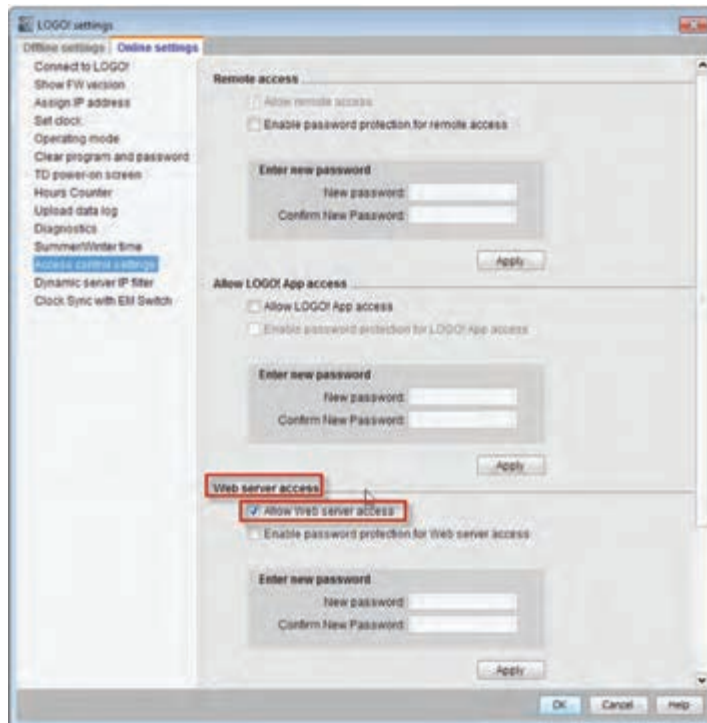 LOGO! settings
Offline settings Online settings
Connect to LOGO!
Show FW version
Assign IP address
Set clock
Operating mode
Clear program and password
TD power-on screen
Hours Counter
Upload data log
Diagnostics
Summer/Winter time
Access control settings
Dynamic server IP filter
Clock Sync with EM Switch
Remote access
Allow remote access
Enable password protection for remote access
Enter new password
New password
Confirm New Password
Apply
Allow LOGO! App access
Allow LOGO! App access
Enable password protection for LOGO! App access
Enter new password
New password
Confirm New Password
Apply
Web server access
Allow Web server access
Enable password protection for Web server access
Enter new password
New password
Confirm New Password
Apply
OK Cancel Help